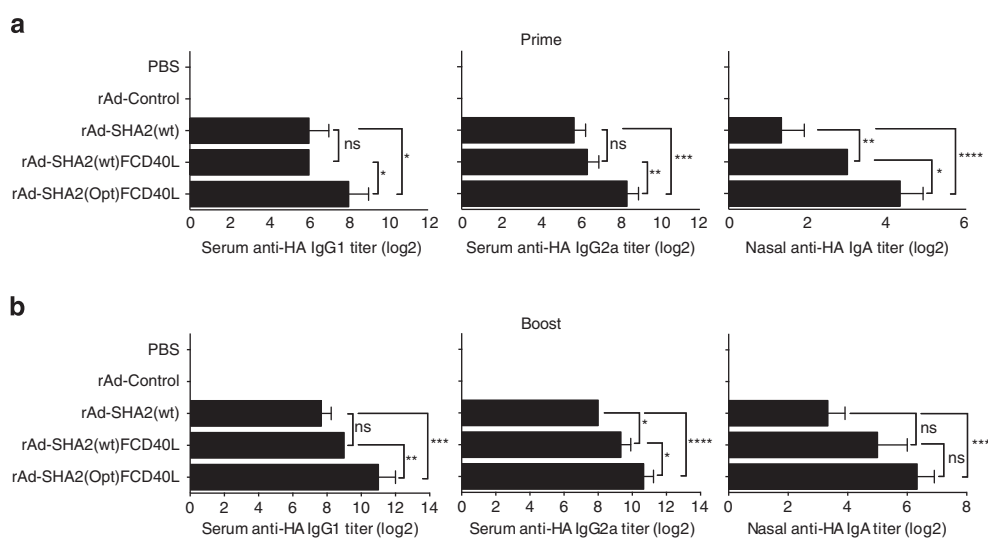 a
Prime
PBS
rAd-Control
rAd-SHA2(wt)
rAd-SHA2(wt)FCD40L
rAd-SHA2(Opt)FCD40L
ns
*
*
0 2 4 6 8 10 12
Serum anti-HA IgG1 titer (log2)
ns
**
***
0 2 4 6 8 10 12
Serum anti-HA IgG2a titer (log2)
**
*
****
0 2 4 6
Nasal anti-HA IgA titer (log2)
b
Boost
PBS
rAd-Control
rAd-SHA2(wt)
rAd-SHA2(wt)FCD40L
rAd-SHA2(Opt)FCD40L
ns
**
***
0 2 4 6 8 10 12 14
Serum anti-HA IgG1 titer (log2)
*
*
****
0 2 4 6 8 10 12 14
Serum anti-HA IgG2a titer (log2)
ns
ns
***
0 2 4 6 8
Nasal anti-HA IgA titer (log2)